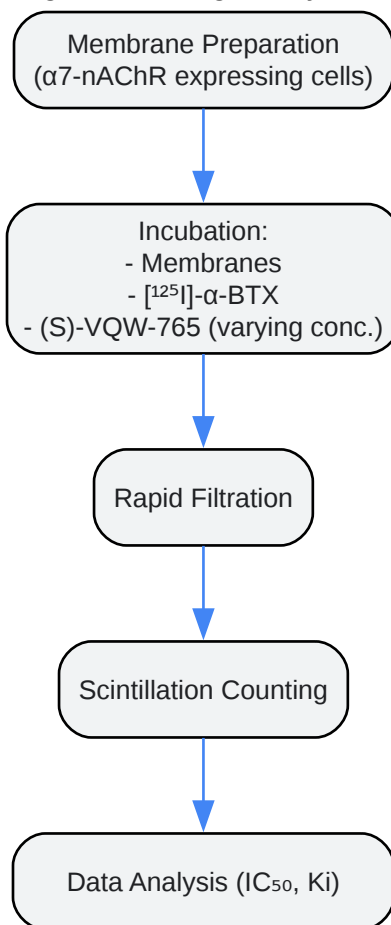 Membrane Preparation
(α7-nAChR expressing cells)
Incubation:
- Membranes
- [¹²⁵I]-α-BTX
- (S)-VQW-765 (varying conc.)
Rapid Filtration
Scintillation Counting
Data Analysis (IC₅₀, Ki)